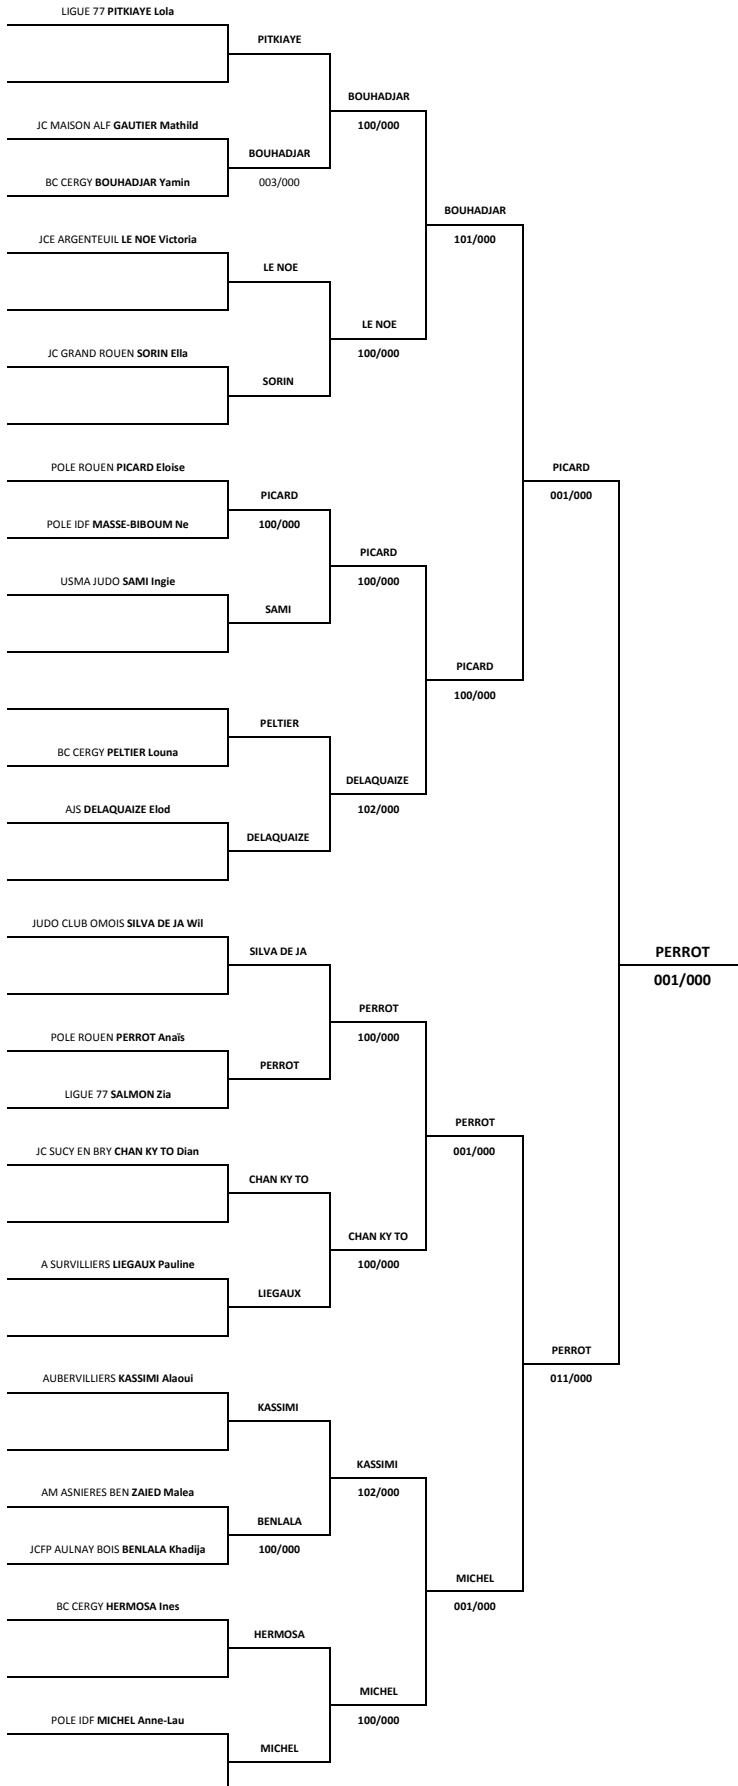 LIGUE 77 PITKIAYE Lola
PITKIAYE
BOUHADJAR
100/000
JC MAISON ALF GAUTIER Mathild
BOUHADJAR
003/000
BC CERGY BOUHADJAR Yamin
BOUHADJAR
101/000
JCE ARGENTEUIL LE NOE Victoria
LE NOE
LE NOE
100/000
JC GRAND ROUEN SORIN Ella
SORIN
POLE ROUEN PICARD Eloise
PICARD
001/000
PICARD
100/000
POLE IDF MASSE-BIBOUM Ne
PICARD
100/000
USMA JUDO SAMI Ingie
SAMI
PICARD
100/000
PELTIER
BC CERGY PELTIER Louna
DELAQUAIZE
102/000
AJS DELAQUAIZE Elod
DELAQUAIZE
JUDO CLUB OMOIS SILVA DE JA Wil
SILVA DE JA
PERROT
001/000
PERROT
100/000
POLE ROUEN PERROT Anaïs
PERROT
LIGUE 77 SALMON Zia
PERROT
001/000
JC SUCY EN BRY CHAN KY TO Dian
CHAN KY TO
CHAN KY TO
100/000
A SURVILLIERS LIEGAUX Pauline
LIEGAUX
PERROT
011/000
AUBERVILLIERS KASSIMI Alaoui
KASSIMI
KASSIMI
102/000
AM ASNIERES BEN ZAIED Malea
BENLALA
100/000
JCFP AULNAY BOIS BENLALA Khadija
MICHEL
001/000
BC CERGY HERMOSA Ines
HERMOSA
MICHEL
100/000
POLE IDF MICHEL Anne-Lau
MICHEL